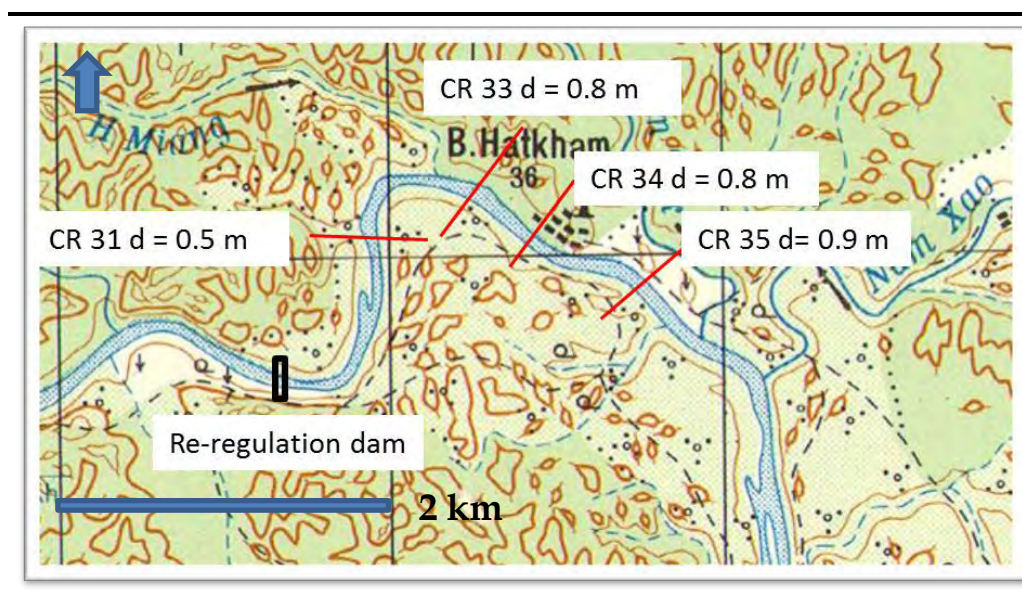 CR 33 d = 0.8 m
H Miang
B.Hatkham
36
CR 34 d = 0.8 m
CR 31 d = 0.5 m
CR 35 d= 0.9 m
Nam Xao
Re-regulation dam
2 km